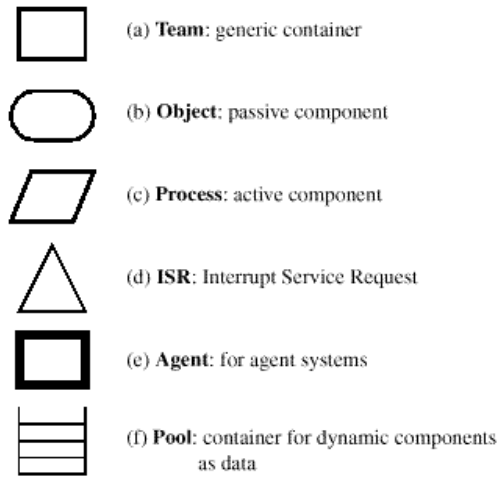 (a) Team: generic container
(b) Object: passive component
(c) Process: active component
(d) ISR: Interrupt Service Request
(e) Agent: for agent systems
(f) Pool: container for dynamic components
as data